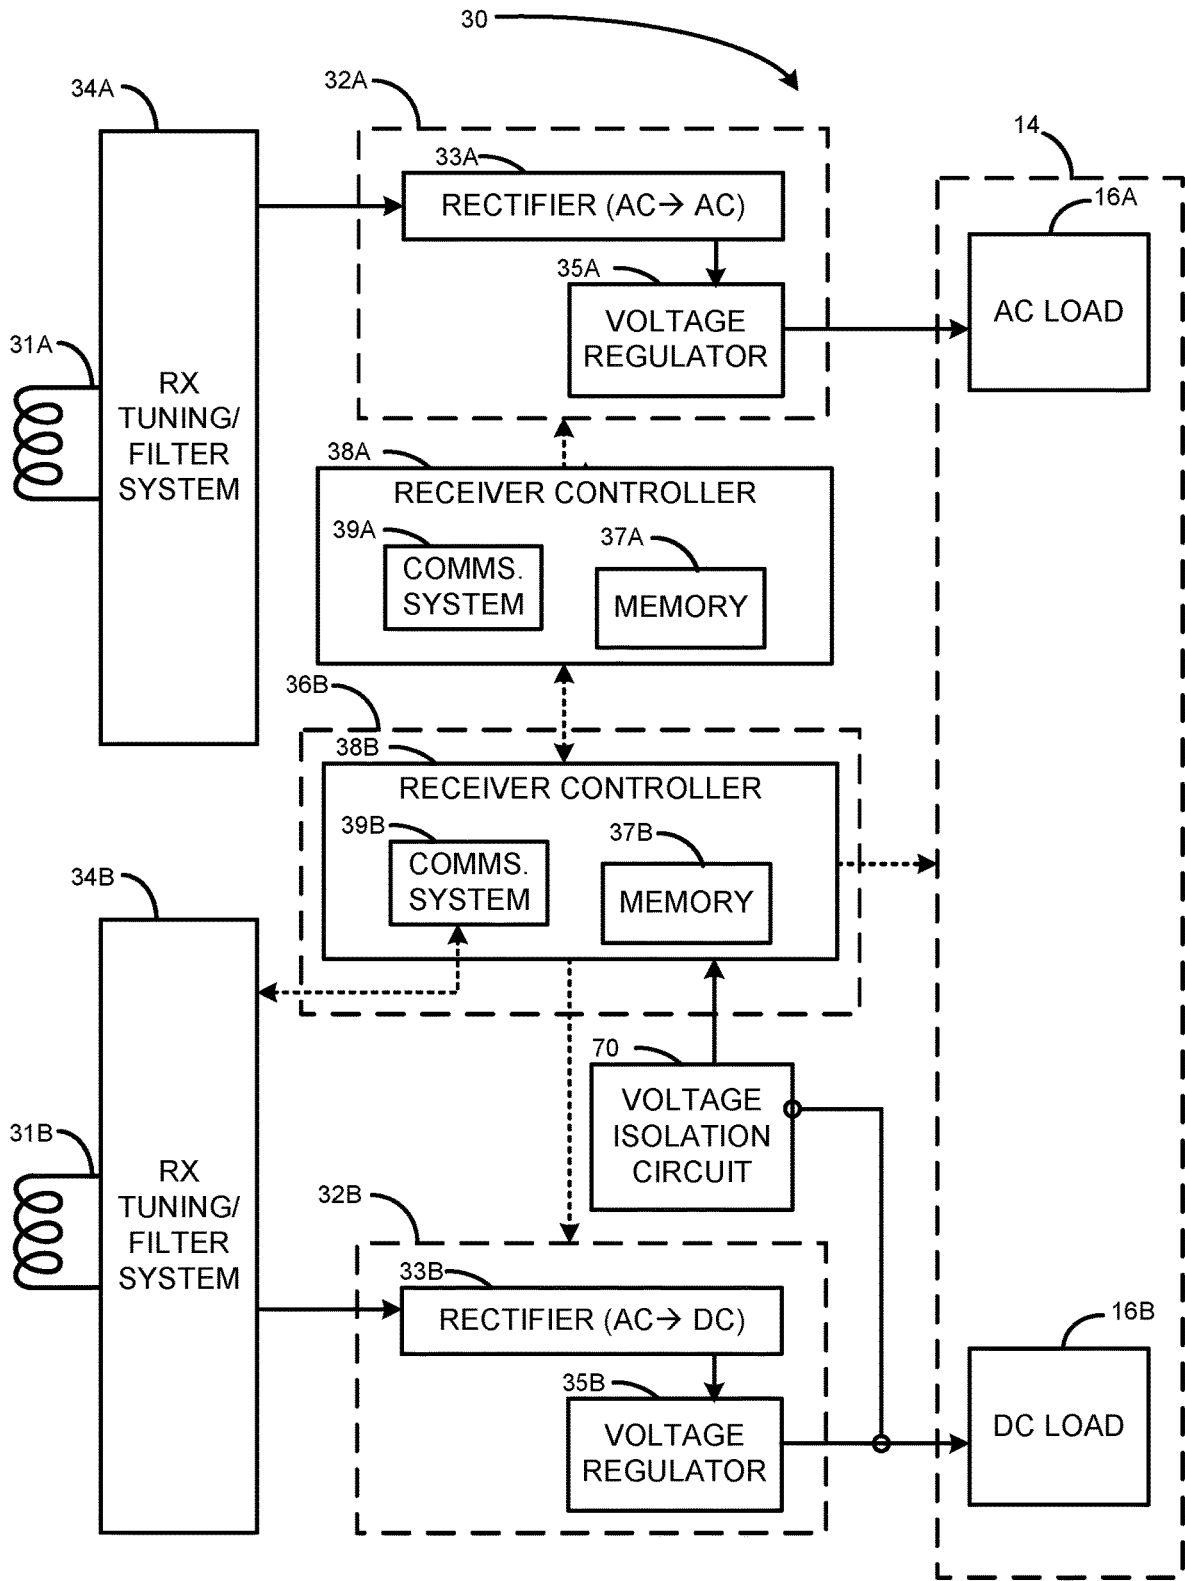 30
34A
32A
33A
RECTIFIER (AC→ AC)
14
16A
35A
VOLTAGE
REGULATOR
AC LOAD
31A
RX
TUNING/
FILTER
SYSTEM
38A
RECEIVER CONTROLLER
39A
COMMS.
SYSTEM
37A
MEMORY
36B
38B
RECEIVER CONTROLLER
39B
COMMS.
SYSTEM
37B
MEMORY
34B
70
VOLTAGE
ISOLATION
CIRCUIT
31B
RX
TUNING/
FILTER
SYSTEM
32B
33B
RECTIFIER (AC→ DC)
35B
VOLTAGE
REGULATOR
16B
DC LOAD